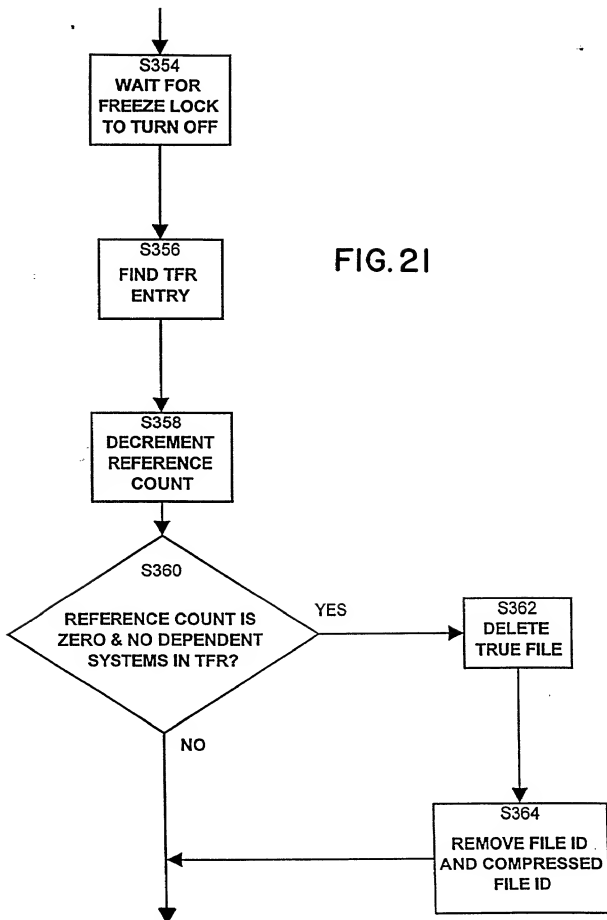 S354
WAIT FOR
FREEZE LOCK
TO TURN OFF
S356
FIND TFR
ENTRY
FIG. 21
S358
DECREMENT
REFERENCE
COUNT
S360
REFERENCE COUNT IS
ZERO & NO DEPENDENT
SYSTEMS IN TFR?
YES
S362
DELETE
TRUE FILE
NO
S364
REMOVE FILE ID
AND COMPRESSED
FILE ID